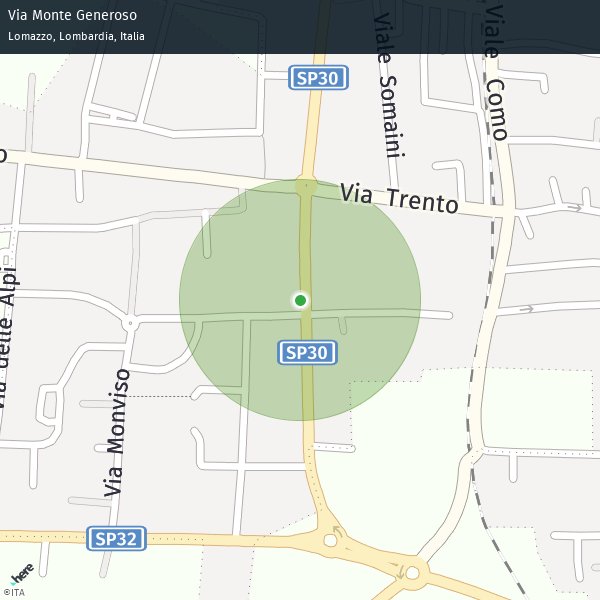 Via Monte Generoso
Lomazzo, Lombardia, Italia
SP30
Viale Somaini
Viale Como
o
Via Trento
Via delle Alpi
SP30
Via Monviso
SP32
here
©ITA